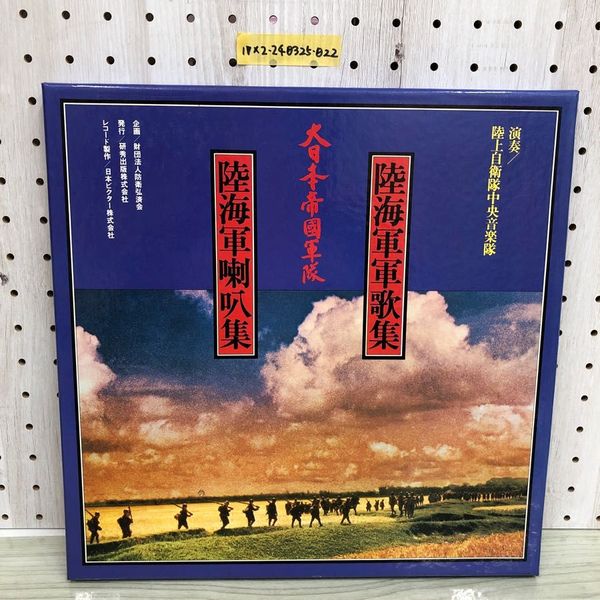 1PX2・240325・022
演奏/
陸上自衛隊中央音楽隊
陸海軍軍歌集
大日本帝國軍隊
陸海軍喇叭集
企画 財団法人防衛弘済会
発行 研秀出版株式会社
レコード製作/日本ビクター株式会社